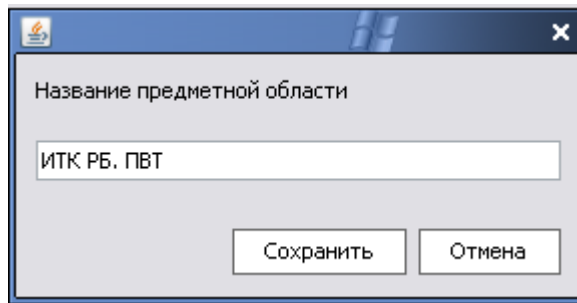 Название предметной области
ИТК РБ. ПВТ
Сохранить Отмена